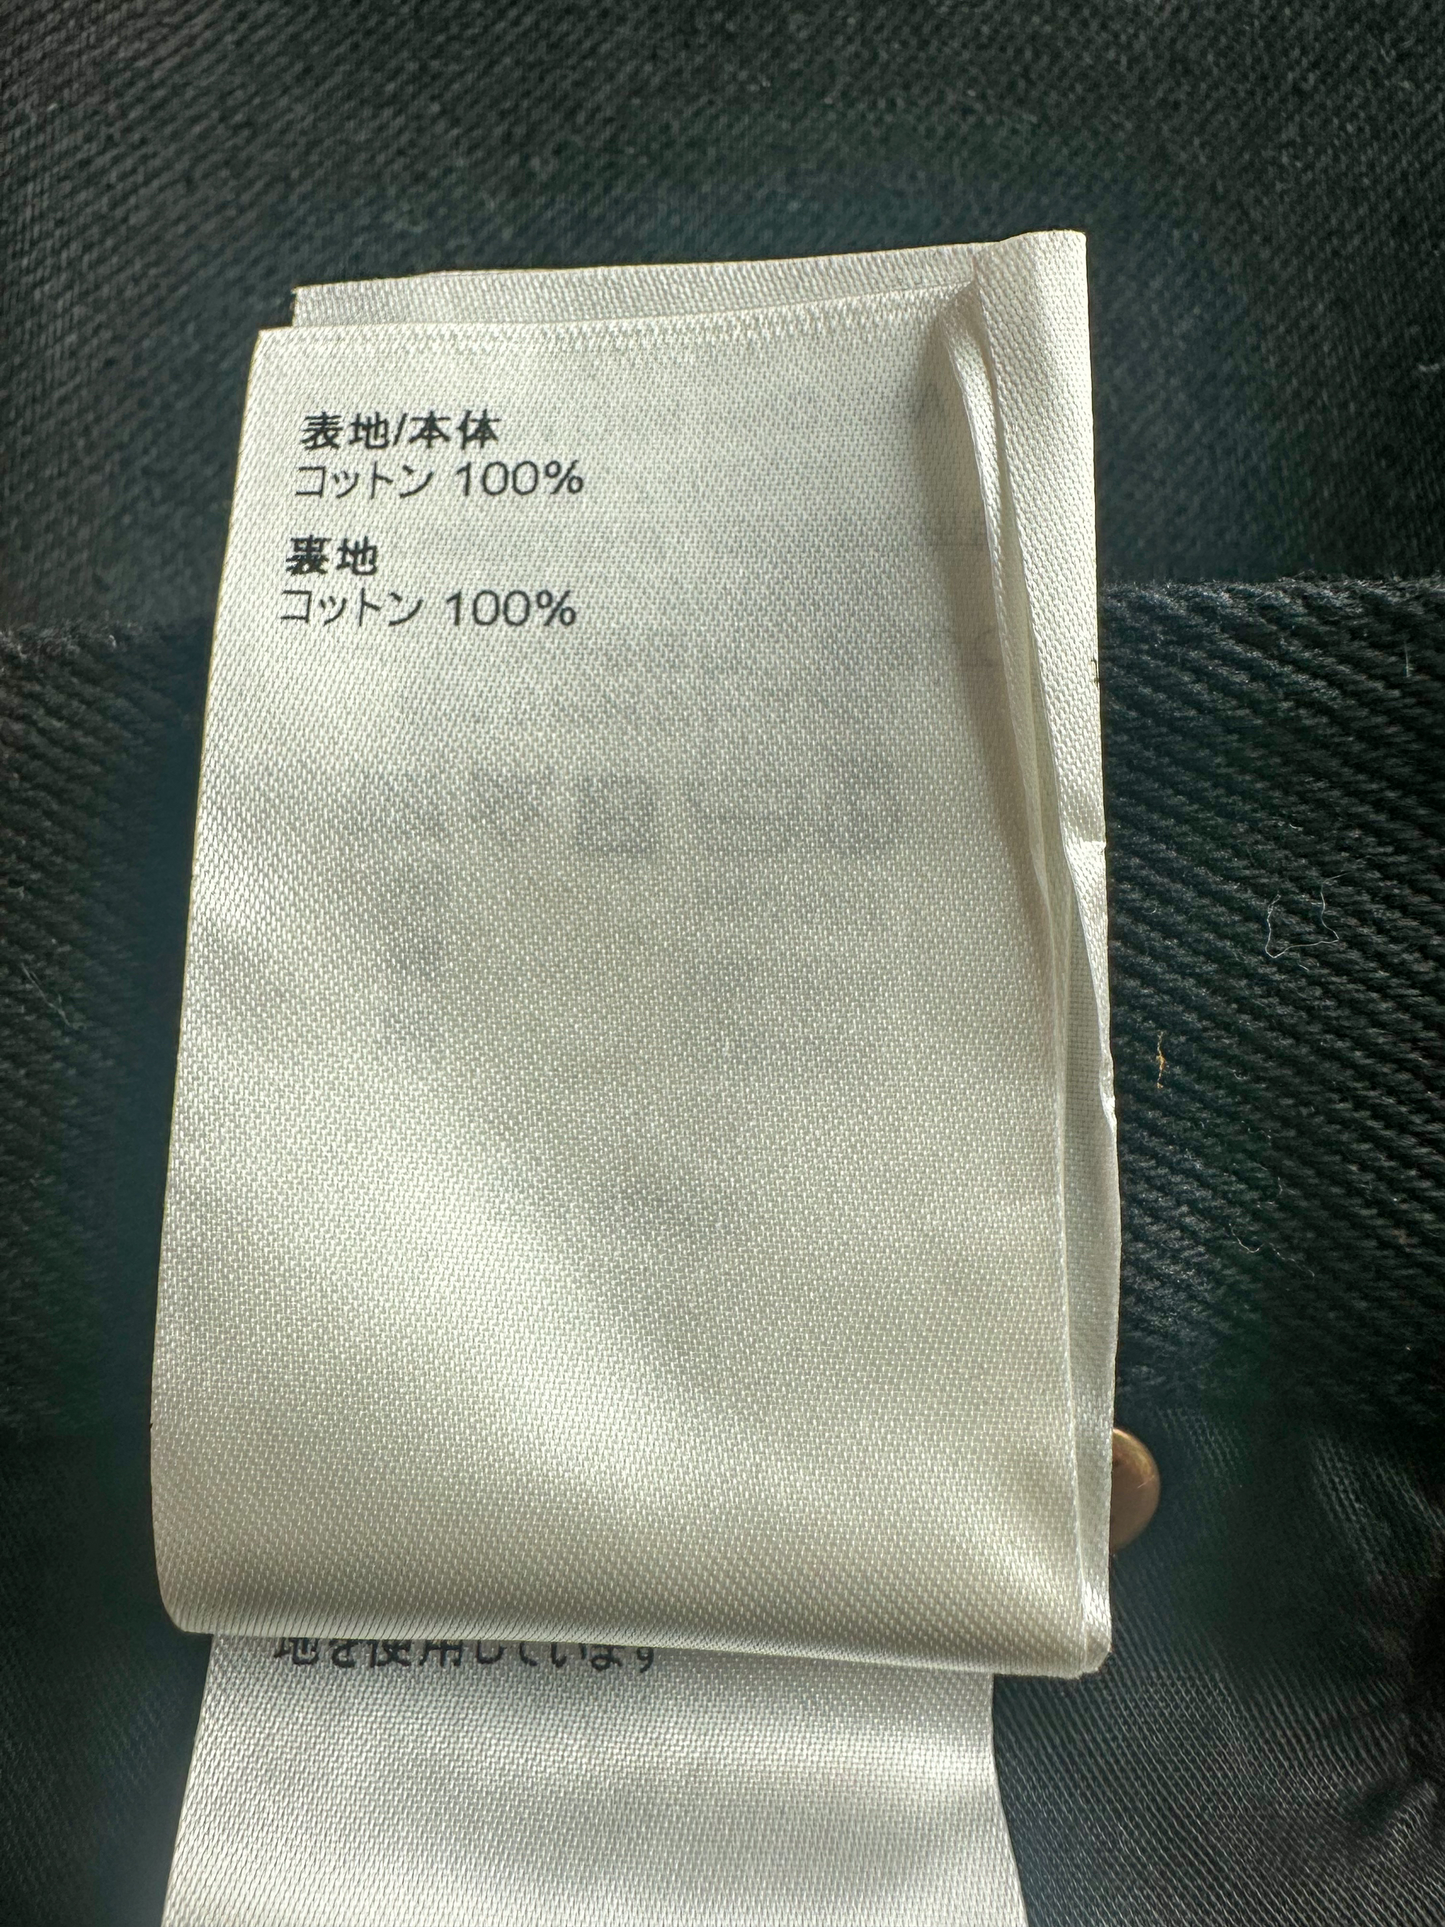 表地/本体
コットン 100%
裏地
コットン 100%
地を使用しています